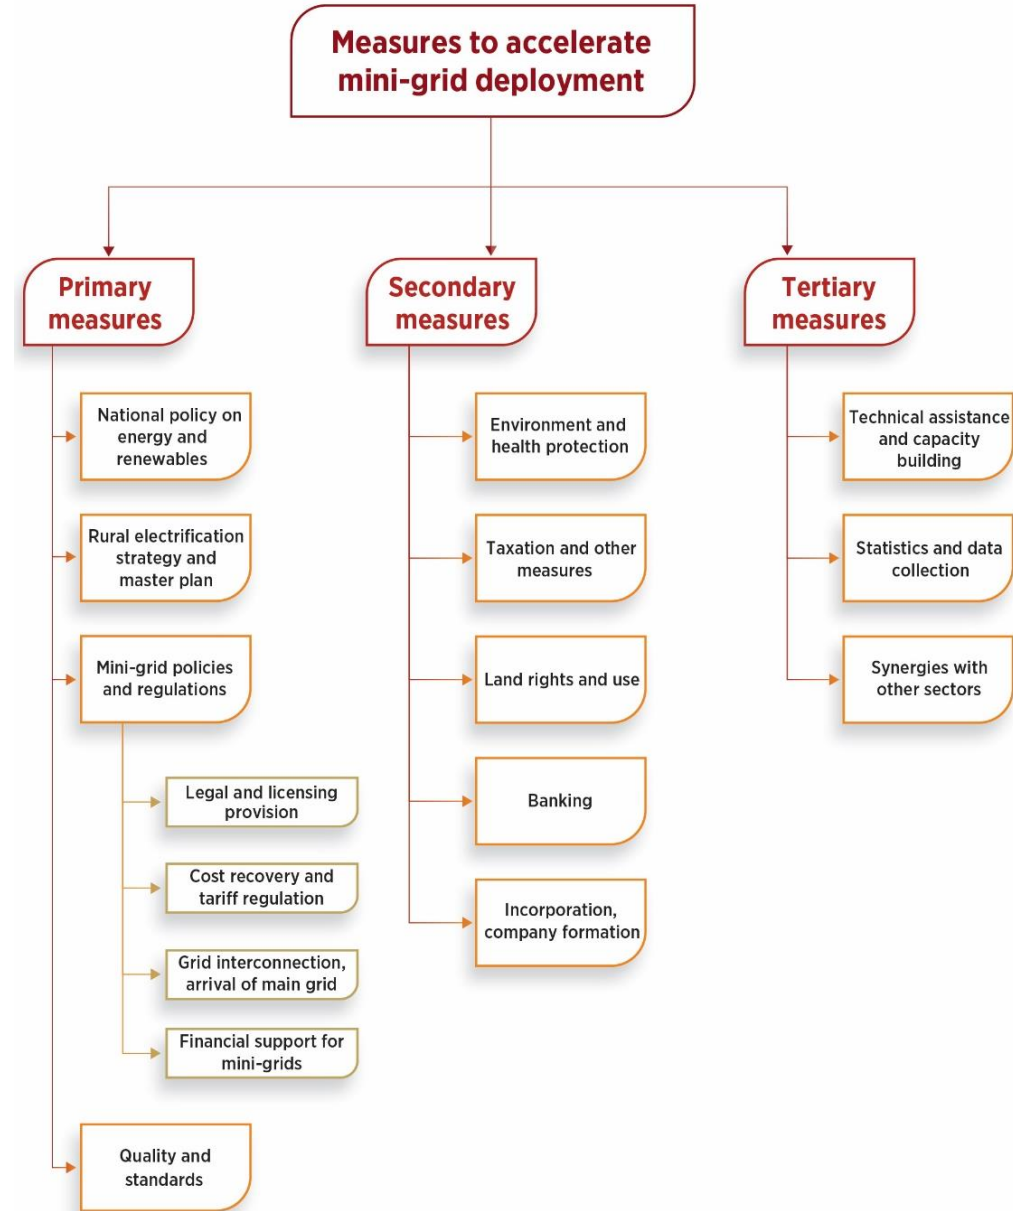 Measures to accelerate
mini-grid deployment
Primary
measures
National policy on
energy and
renewables
Rural electrification
strategy and
master plan
Mini-grid policies
and regulations
Legal and licensing
provision
Cost recovery and
tariff regulation
Grid interconnection,
arrival of main grid
Financial support for
mini-grids
Quality and
standards
Secondary
measures
Environment and
health protection
Taxation and other
measures
Land rights and use
Banking
Incorporation,
company formation
Tertiary
measures
Technical assistance
and capacity
building
Statistics and data
collection
Synergies with
other sectors